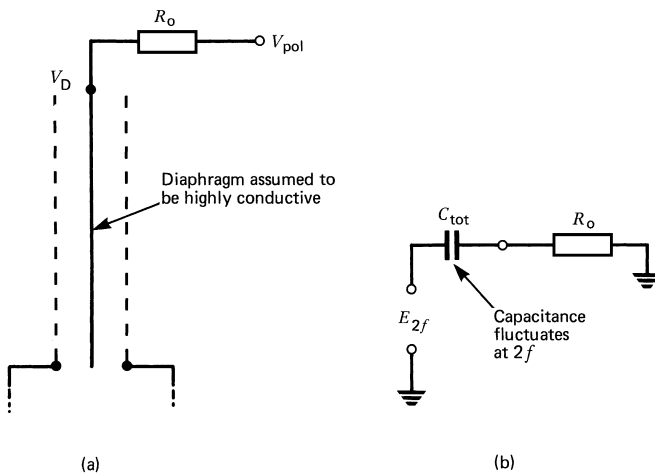 R₀
V_pol
V_D
Diaphragm assumed to
be highly conductive
C_tot
R₀
E_2f
Capacitance
fluctuates
at 2f
(a)
(b)